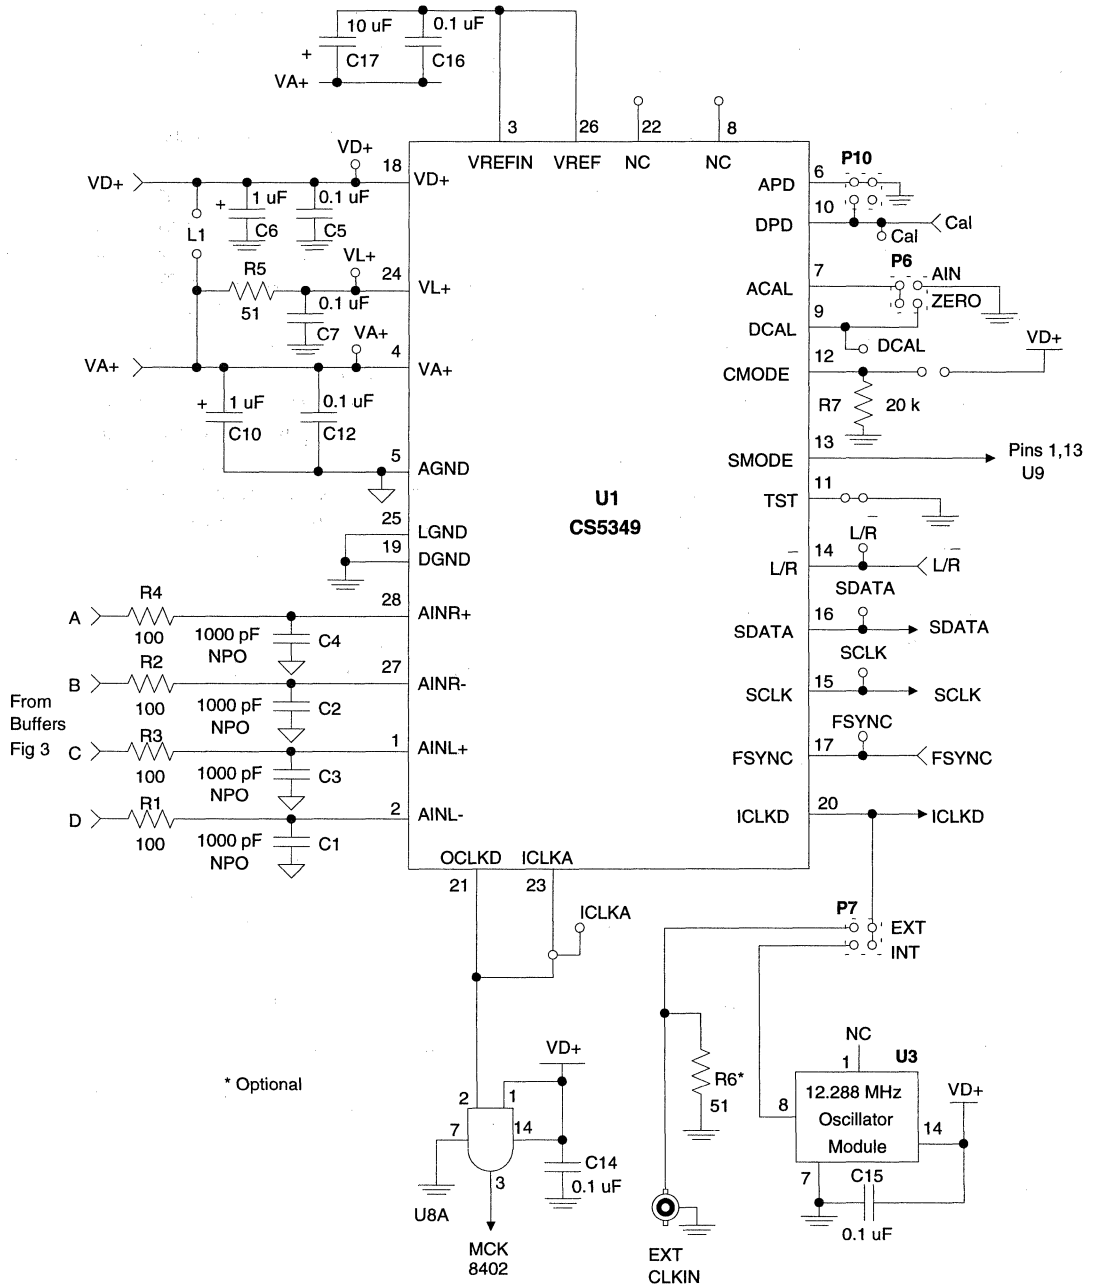 10 uF
0.1 uF
+
C17
C16
VA+
3
26
22
8
VREFIN
VREF
NC
NC
VD+
VD+
18
VD+
+
1 uF
0.1 uF
C6
C5
L1
R5
51
VL+
24
VL+
0.1 uF
C7
VA+
VA+
4
VA+
+
1 uF
0.1 uF
C10
C12
5
AGND
25
LGND
19
DGND
U1
CS5349
A
R4
100
1000 pF
NPO
C4
28
AINR+
B
R2
100
1000 pF
NPO
C2
27
AINR-
From
Buffers
Fig 3
C
R3
100
1000 pF
NPO
C3
1
AINL+
D
R1
100
1000 pF
NPO
C1
2
AINL-
APD
6
P10
DPD
10
Cal
Cal
ACAL
7
P6
AIN
ZERO
DCAL
9
DCAL
CMODE
12
VD+
R7
20 k
SMODE
13
Pins 1,13
U9
TST
11
L/R̅
14
L/R̅
L/R̅
SDATA
SDATA
16
SDATA
SCLK
SCLK
15
SCLK
FSYNC
FSYNC
17
FSYNC
ICLKD
20
ICLKD
OCLKD
ICLKA
21
23
ICLKA
P7
EXT
INT
* Optional
VD+
2
1
7
14
3
C14
0.1 uF
U8A
MCK
8402
R6*
51
EXT
CLKIN
NC
1
U3
8
12.288 MHz
Oscillator
Module
VD+
14
7
C15
0.1 uF